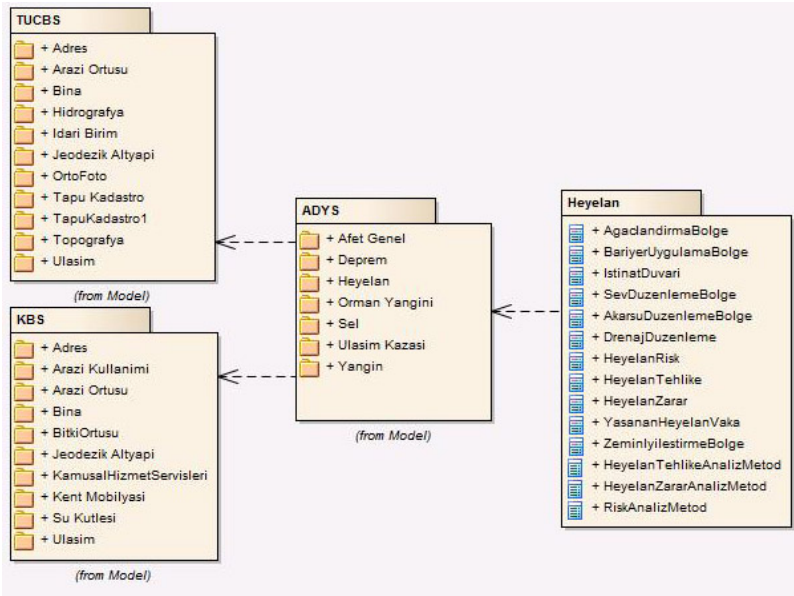 TUCBS
+ Adres
+ Arazi Ortusu
+ Bina
+ Hidrografya
+ Idari Birim
+ Jeodezik Altyapi
+ OrtoFoto
+ Tapu Kadastro
+ TapuKadastro1
+ Topografya
+ Ulasim
(from Model)
KBS
+ Adres
+ Arazi Kullanimi
+ Arazi Ortusu
+ Bina
+ BitkiOrtusu
+ Jeodezik Altyapi
+ KamusalHizmetServisleri
+ Kent Mobilyasi
+ Su Kutlesi
+ Ulasim
(from Model)
ADYS
+ Afet Genel
+ Deprem
+ Heyelan
+ Orman Yangini
+ Sel
+ Ulasim Kazasi
+ Yangin
(from Model)
Heyelan
+ AgaclandirmaBolge
+ BariyerUygulamaBolge
+ IstinatDuvari
+ SevDuzenlemeBolge
+ AkarsuDuzenlemeBolge
+ DrenajDuzenleme
+ HeyelanRisk
+ HeyelanTehlike
+ HeyelanZarar
+ YasananHeyelanVaka
+ ZeminIyilestirmeBolge
+ HeyelanTehlikeAnalizMetod
+ HeyelanZararAnalizMetod
+ RiskAnalizMetod